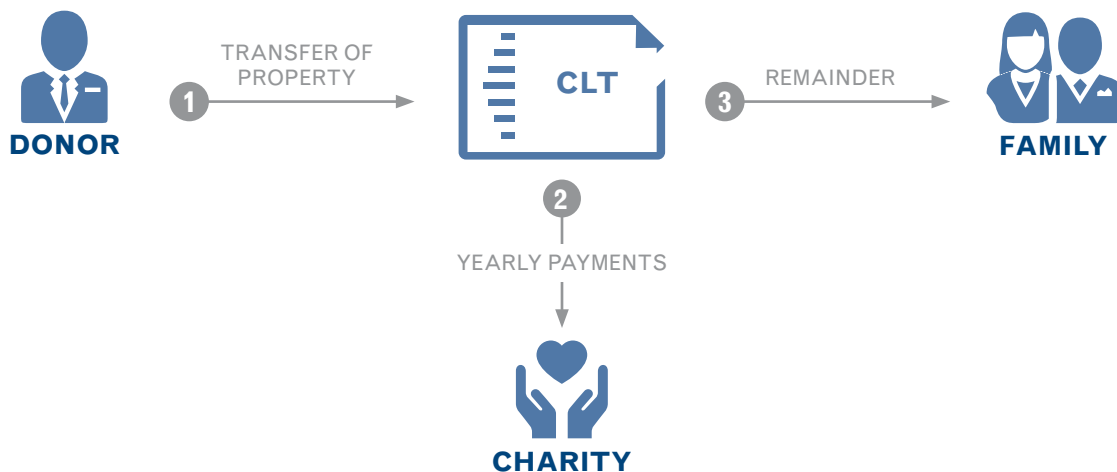 TRANSFER OF
PROPERTY
1
DONOR
CLT
REMAINDER
3
FAMILY
2
YEARLY PAYMENTS
CHARITY